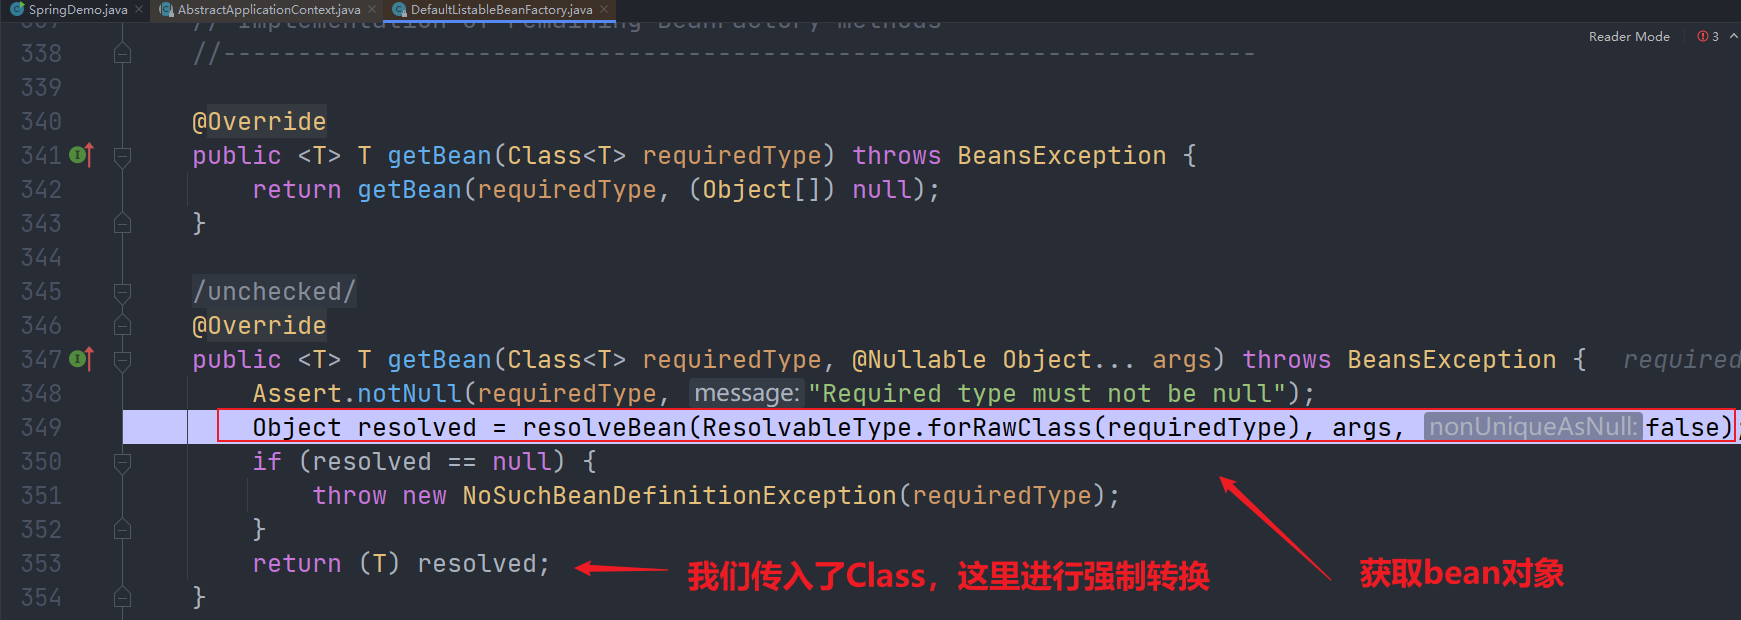 SpringDemo.java × AbstractApplicationContext.java × DefaultListableBeanFactory.java ×
// Implementation of remaining BeanFactory methods
Reader Mode 3
338 //---------------------------------------------------------------------
339
340 @Override
341 public <T> T getBean(Class<T> requiredType) throws BeansException {
342 return getBean(requiredType, (Object[]) null);
343 }
344
345 /unchecked/
346 @Override
347 public <T> T getBean(Class<T> requiredType, @Nullable Object... args) throws BeansException { required
348 Assert.notNull(requiredType, message: "Required type must not be null");
349 Object resolved = resolveBean(ResolvableType.forRawClass(requiredType), args, nonUniqueAsNull: false);
350 if (resolved == null) {
351 throw new NoSuchBeanDefinitionException(requiredType);
352 }
353 return (T) resolved;
我们传入了Class，这里进行强制转换
获取bean对象
354 }